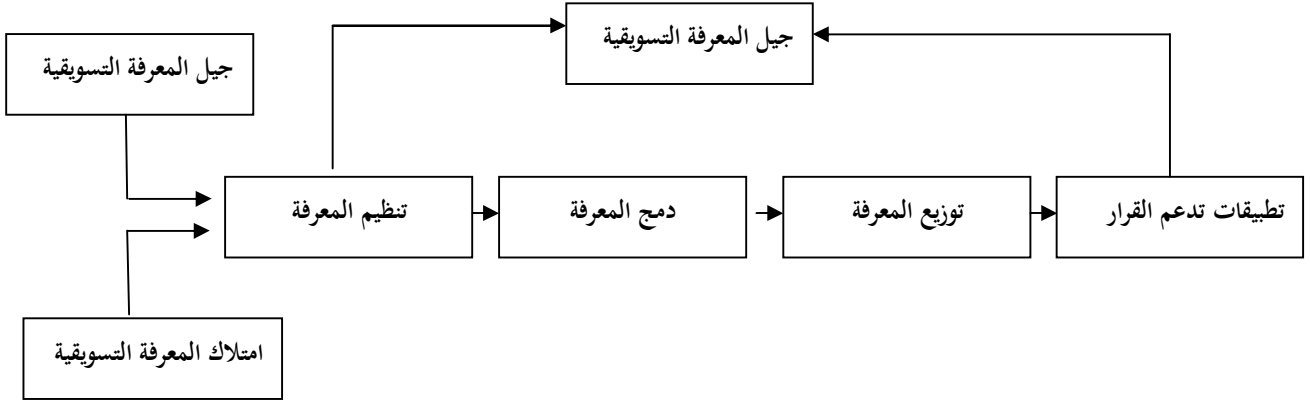 جيل المعرفة التسويقية
جيل المعرفة التسويقية
تنظيم المعرفة
دمج المعرفة
توزيع المعرفة
تطبيقات تدعم القرار
امتلاك المعرفة التسويقية